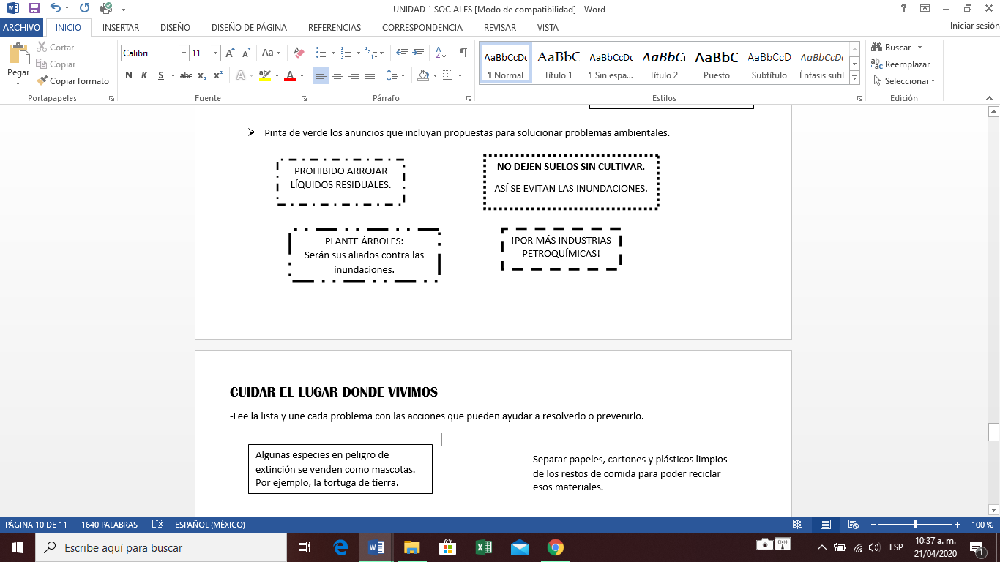 UNIDAD 1 SOCIALES [Modo de compatibilidad] - Word
ARCHIVO INICIO INSERTAR DISEÑO DISEÑO DE PÁGINA REFERENCIAS CORRESPONDENCIA REVISAR VISTA Iniciar sesión
Pegar
Cortar
Copiar
Copiar formato
Portapapeles
Calibri 11
N K S abc x₂ x²
Fuente
Párrafo
AaBbCcDc AaBbC AaBbCcDc AaBbCc AaBbC AaBbCcD AaBbCcDc
¶ Normal Título 1 ¶ Sin espa... Título 2 Puesto Subtítulo Énfasis sutil
Estilos
Buscar
Reemplazar
Seleccionar
Edición
Pinta de verde los anuncios que incluyan propuestas para solucionar problemas ambientales.
PROHIBIDO ARROJAR
LÍQUIDOS RESIDUALES.
NO DEJEN SUELOS SIN CULTIVAR.
ASÍ SE EVITAN LAS INUNDACIONES.
PLANTE ÁRBOLES:
Serán sus aliados contra las
inundaciones.
¡POR MÁS INDUSTRIAS
PETROQUÍMICAS!
CUIDAR EL LUGAR DONDE VIVIMOS
-Lee la lista y une cada problema con las acciones que pueden ayudar a resolverlo o prevenirlo.
Algunas especies en peligro de
extinción se venden como mascotas.
Por ejemplo, la tortuga de tierra.
Separar papeles, cartones y plásticos limpios
de los restos de comida para poder reciclar
esos materiales.
PÁGINA 10 DE 11 1640 PALABRAS ESPAÑOL (MÉXICO) 100 %
Escribe aquí para buscar
ESP
10:37 a. m.
21/04/2020
1